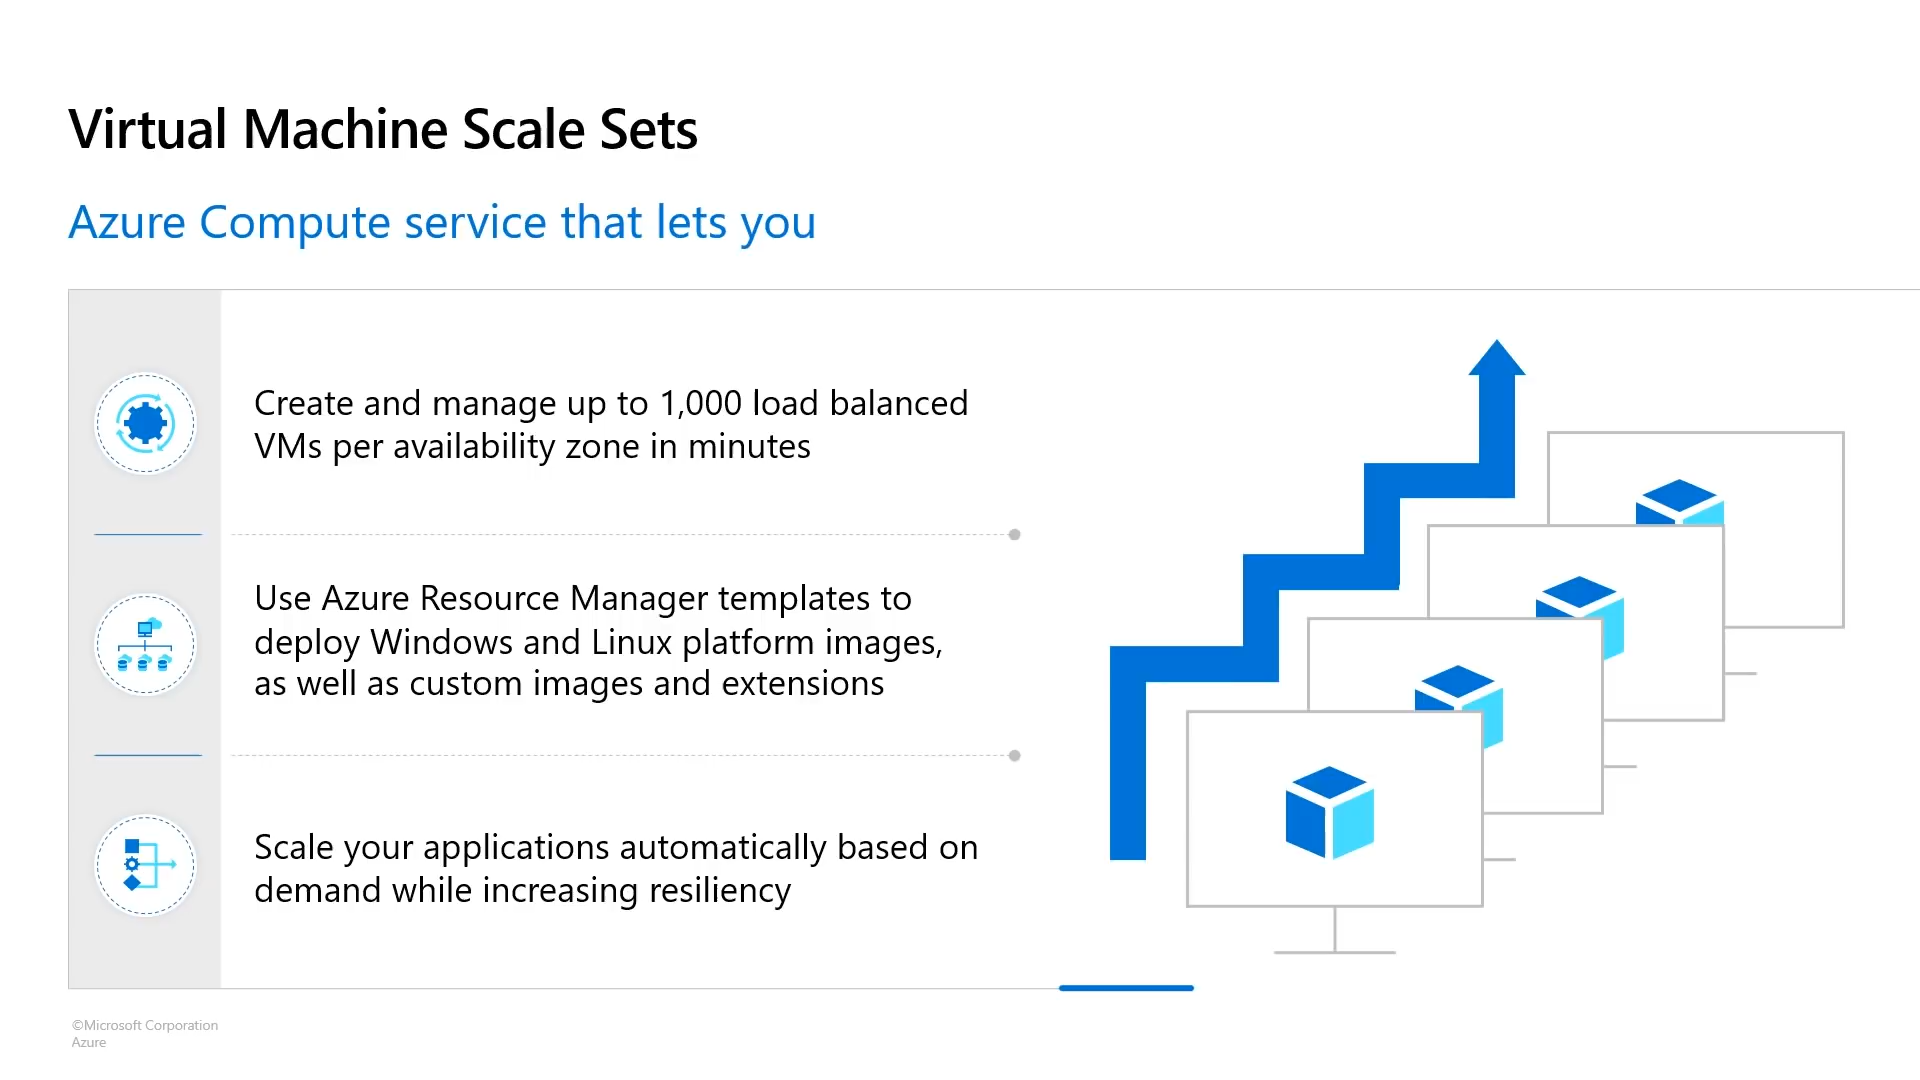 Virtual Machine Scale Sets
Azure Compute service that lets you
Create and manage up to 1,000 load balanced
VMs per availability zone in minutes
Use Azure Resource Manager templates to
deploy Windows and Linux platform images,
as well as custom images and extensions
Scale your applications automatically based on
demand while increasing resiliency
©Microsoft Corporation
Azure